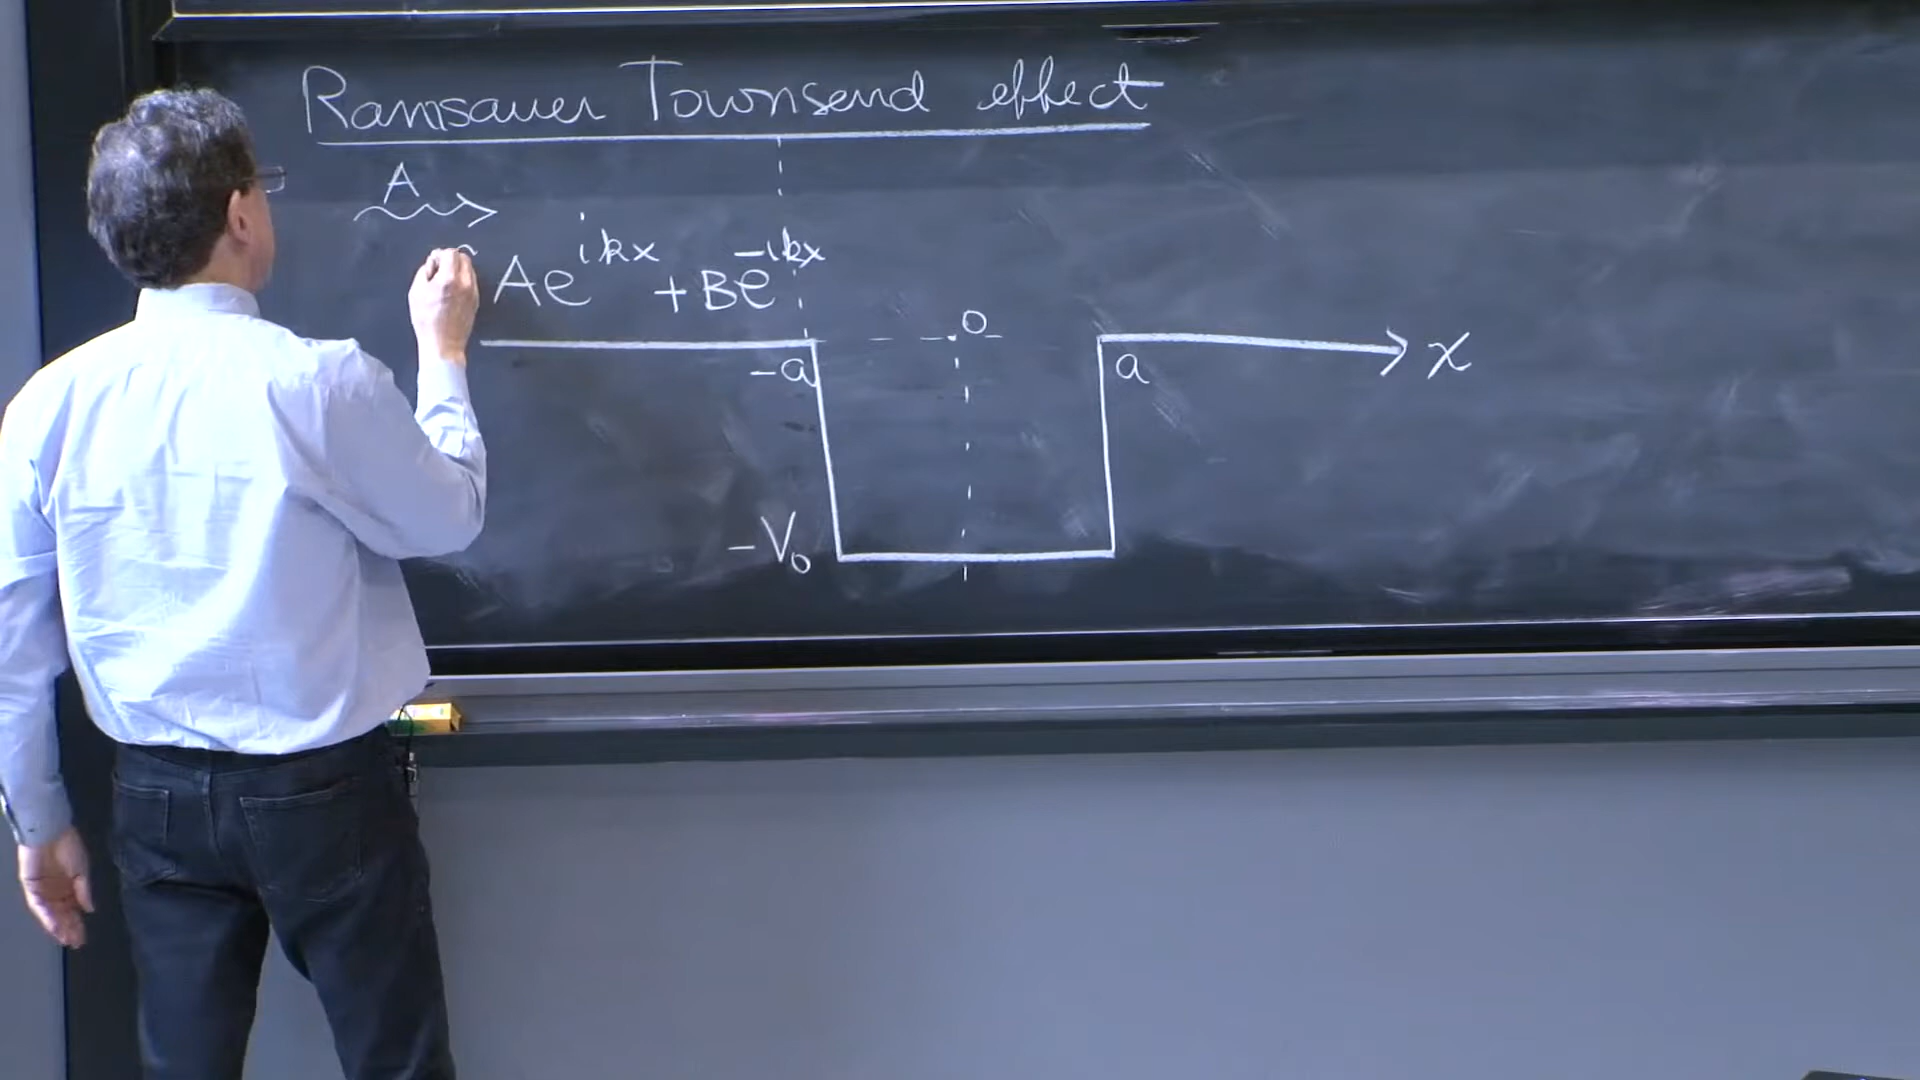 Ramsauer Townsend effect
A
Ae^{ikx} + Be^{-ikx}
0
-a
a
x
-V₀